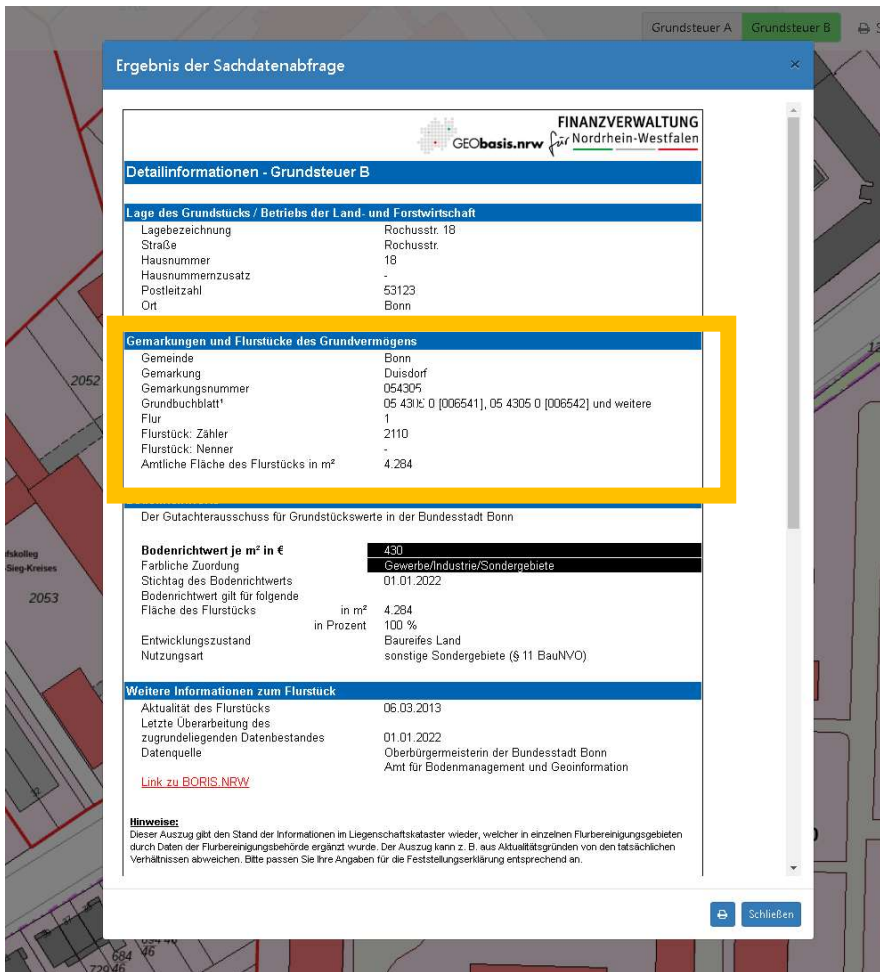 Grundsteuer A Grundsteuer B
Ergebnis der Sachdatenabfrage ×
FINANZVERWALTUNG
GEObasis.nrw für Nordrhein-Westfalen
Detailinformationen - Grundsteuer B
Lage des Grundstücks / Betriebs der Land- und Forstwirtschaft
Lagebezeichnung Rochusstr. 18
Straße Rochusstr.
Hausnummer 18
Hausnummernzusatz -
Postleitzahl 53123
Ort Bonn
Gemarkungen und Flurstücke des Grundvermögens
Gemeinde Bonn
Gemarkung Duisdorf
Gemarkungsnummer 054305
Grundbuchblatt¹ 05 4305 0 [006541], 05 4305 0 [006542] und weitere
Flur 1
Flurstück: Zähler 2110
Flurstück: Nenner -
Amtliche Fläche des Flurstücks in m² 4.284
Der Gutachterausschuss für Grundstückswerte in der Bundesstadt Bonn
Bodenrichtwert je m² in € 430
Farbliche Zuordung Gewerbe/Industrie/Sondergebiete
Stichtag des Bodenrichtwerts 01.01.2022
Bodenrichtwert gilt für folgende
Fläche des Flurstücks in m² 4.284
in Prozent 100 %
Entwicklungszustand Baureifes Land
Nutzungsart sonstige Sondergebiete (§ 11 BauNVO)
Weitere Informationen zum Flurstück
Aktualität des Flurstücks 06.03.2013
Letzte Überarbeitung des
zugrundeliegenden Datenbestandes 01.01.2022
Datenquelle Oberbürgermeisterin der Bundesstadt Bonn
Amt für Bodenmanagement und Geoinformation
Link zu BORIS.NRW
Hinweise:
Dieser Auszug gibt den Stand der Informationen im Liegenschaftskataster wieder, welcher in einzelnen Flurbereinigungsgebieten
durch Daten der Flurbereinigungsbehörde ergänzt wurde. Der Auszug kann z. B. aus Aktualitätsgründen von den tatsächlichen
Verhältnissen abweichen. Bitte passen Sie Ihre Angaben für die Feststellungserklärung entsprechend an.
Schließen
2052
2053
684
46